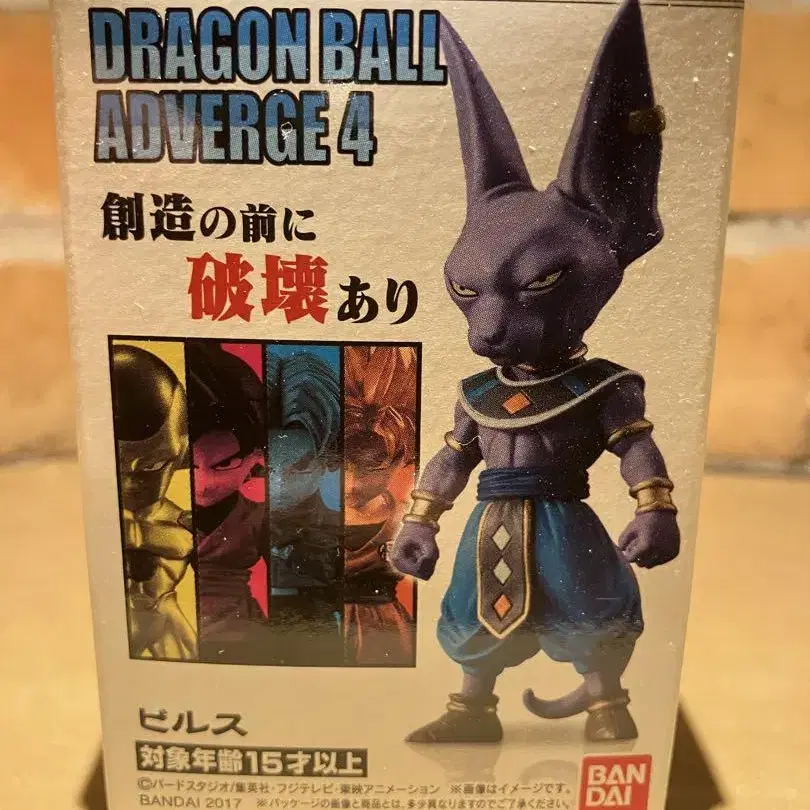 DRAGON BALL
ADVERGE 4
創造の前に
破壊あり
ビルス
対象年齢15才以上
©バードスタジオ/集英社・フジテレビ・東映アニメーション ※画像はイメージです。
BANDAI 2017 ※パッケージの画像と商品とは、多少異なりますのでご了承ください。
BAN
DAI